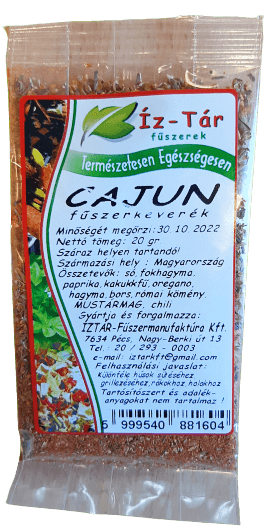 Íz-Tár
fűszerek
Természetesen Egészségesen
CAJUN
fűszerkeverék
Minőségét megőrzi:30 10 2022
Nettó tömeg: 20 gr
Száraz helyen tartandó!
Származási hely : Magyarország
Összetevők: só, fokhagyma,
paprika, kakukkfű, oregano,
hagyma, bors, római kömény,
MUSTÁRMAG, chili
Gyártja és forgalmazza:
ÍZTÁR-Fűszermanufaktúra Kft.
7634 Pécs, Nagy-Berki út 13
Tel.: 20 / 293 - 0003
e-mail: iztarkft@gmail.com
Felhasználási javaslat:
Különféle húsok sütéséhez,
grillezéséhez, rákokhoz, halakhoz
Tartósítószert és adalék-
anyagokat nem tartalmaz !
5 999540 881604